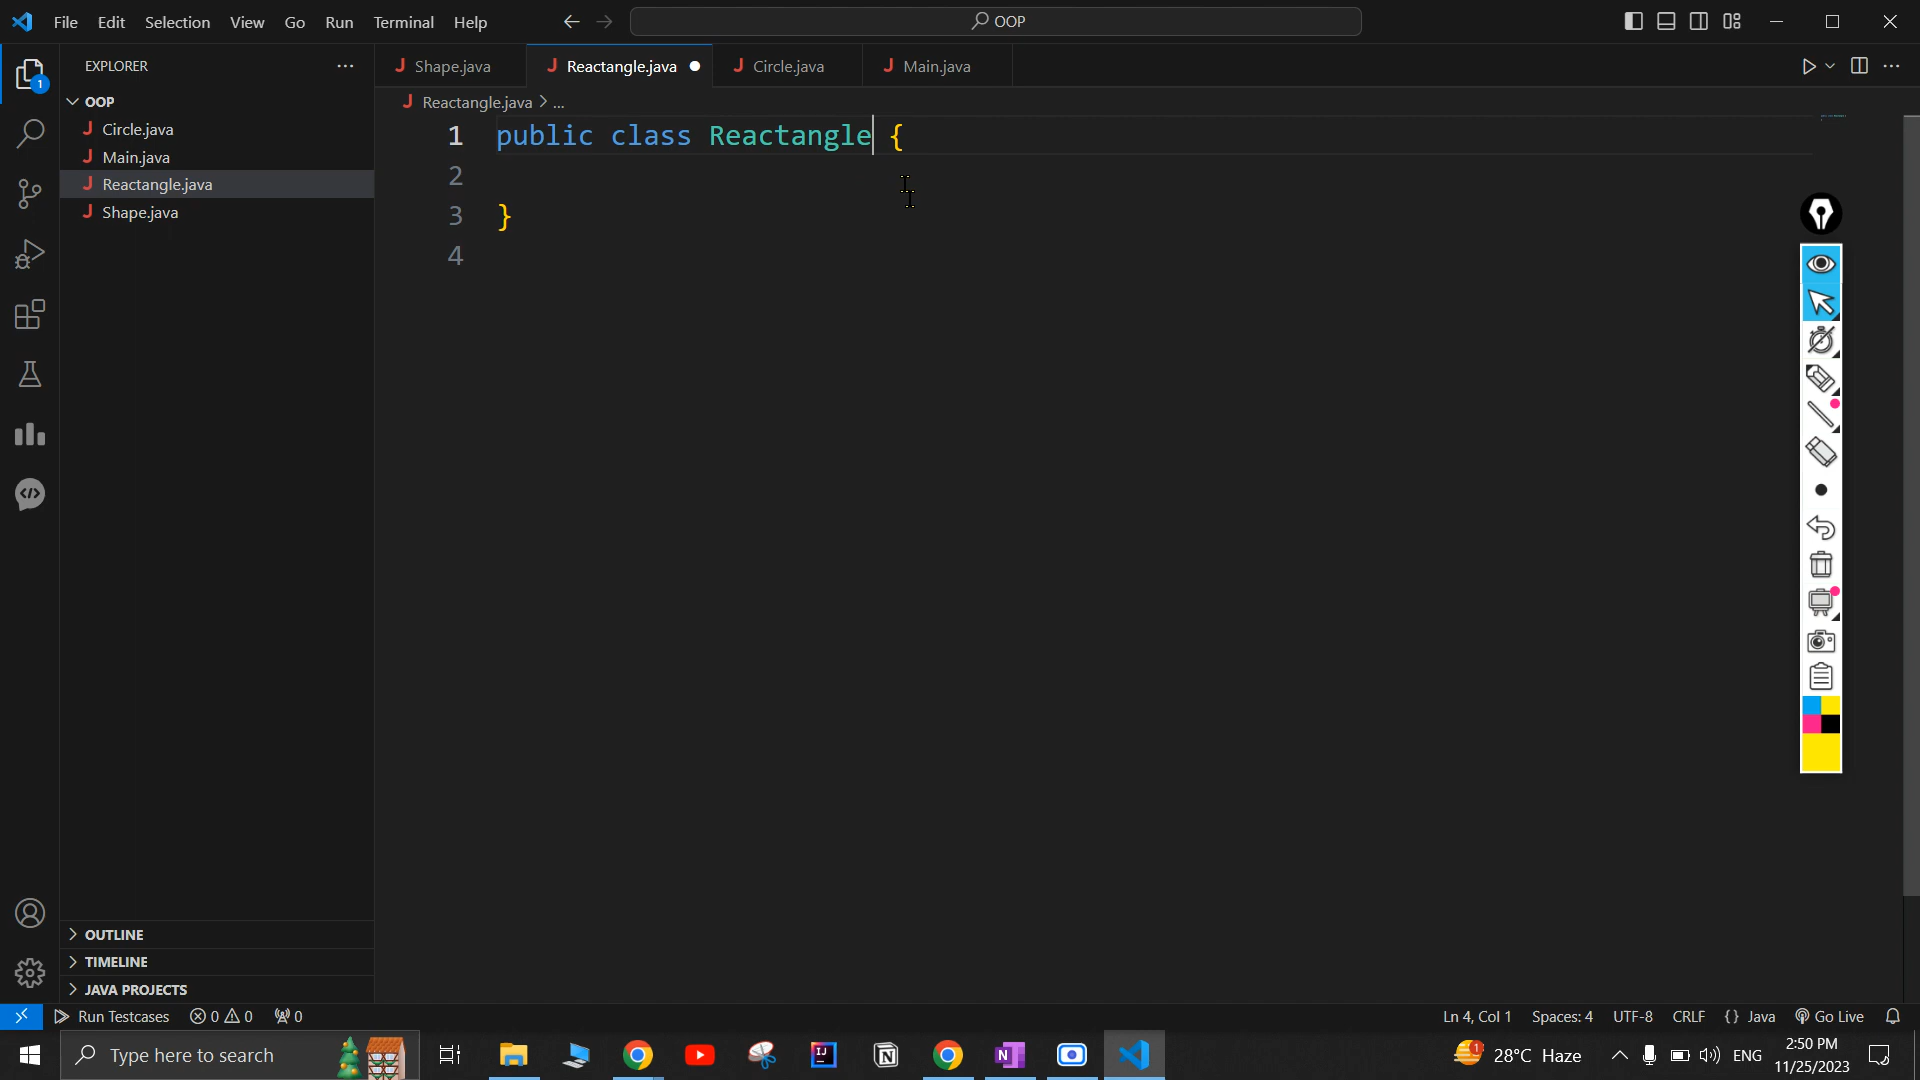 File Edit Selection View Go Run Terminal Help
OOP
EXPLORER
1
OOP
Circle.java
Main.java
Reactangle.java
Shape.java
OUTLINE
TIMELINE
JAVA PROJECTS
Shape.java
Reactangle.java
Circle.java
Main.java
Reactangle.java > ...
1 public class Reactangle {
2
3 }
4
Run Testcases 0 0 0
Ln 4, Col 1 Spaces: 4 UTF-8 CRLF {} Java Go Live
Type here to search
28°C Haze
ENG
2:50 PM
11/25/2023